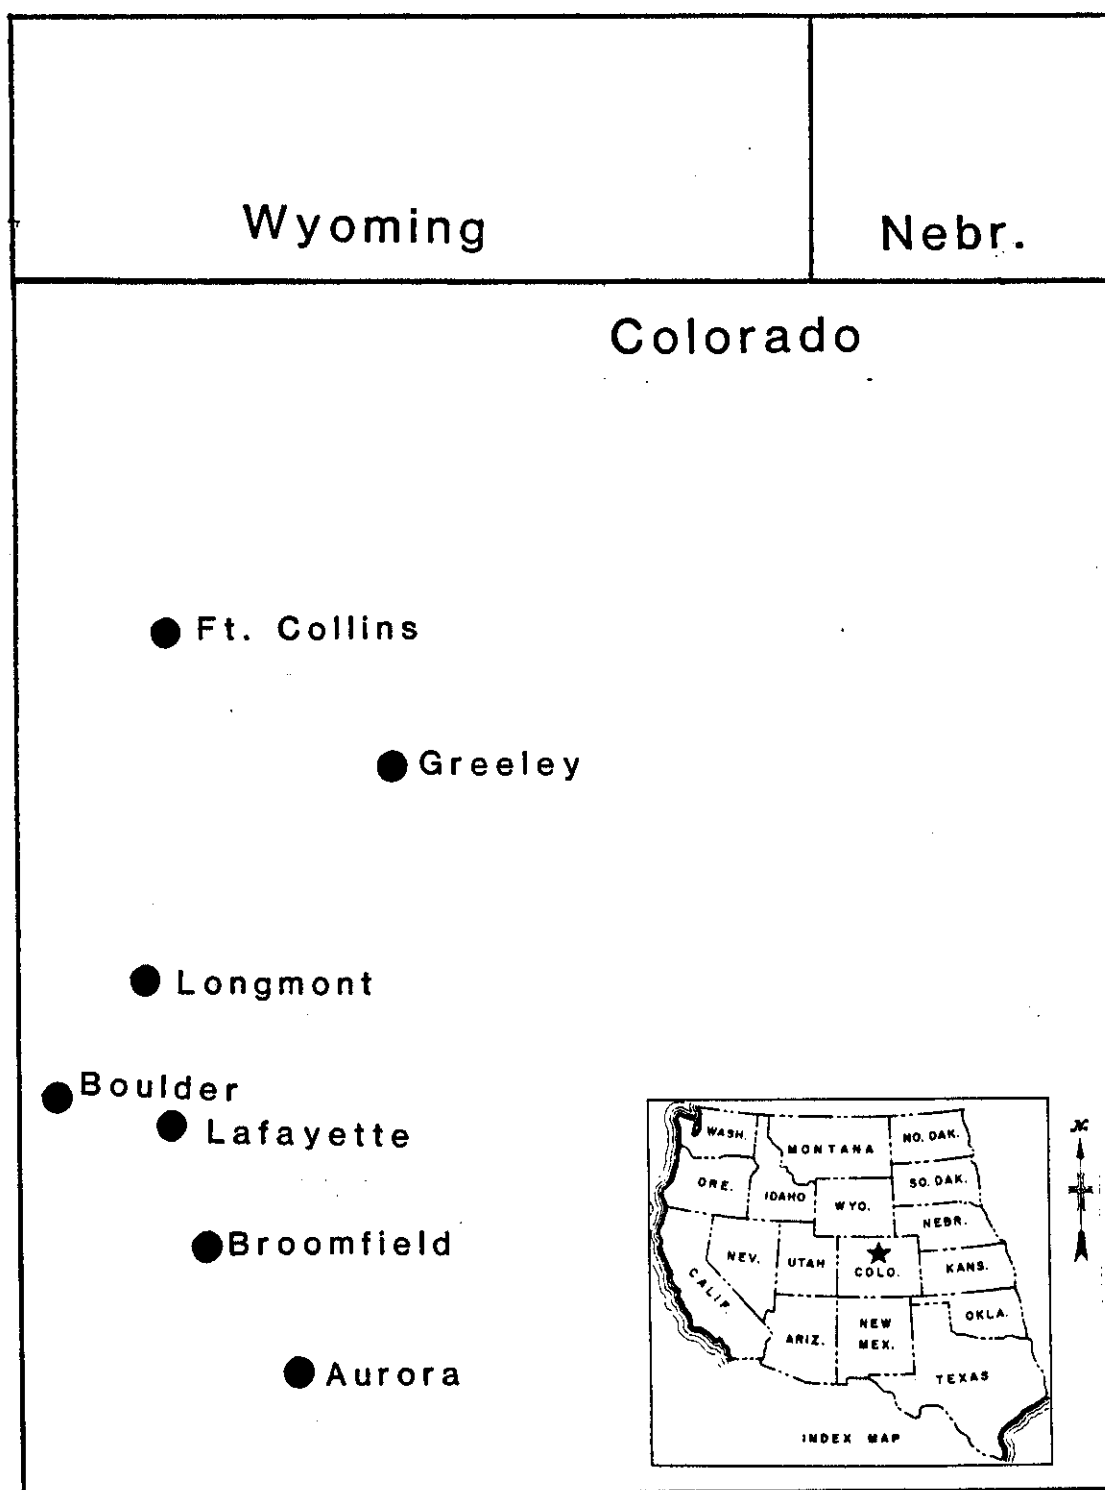 Wyoming
Nebr.
Colorado
Ft. Collins
Greeley
Longmont
Boulder
Lafayette
Broomfield
Aurora
WASH.
MONTANA
NO. DAK.
ORE.
IDAHO
WYO.
SO. DAK.
NEBR.
NEV.
UTAH
COLO.
KANS.
CALIF.
ARIZ.
NEW
MEX.
OKLA.
TEXAS
INDEX MAP
N